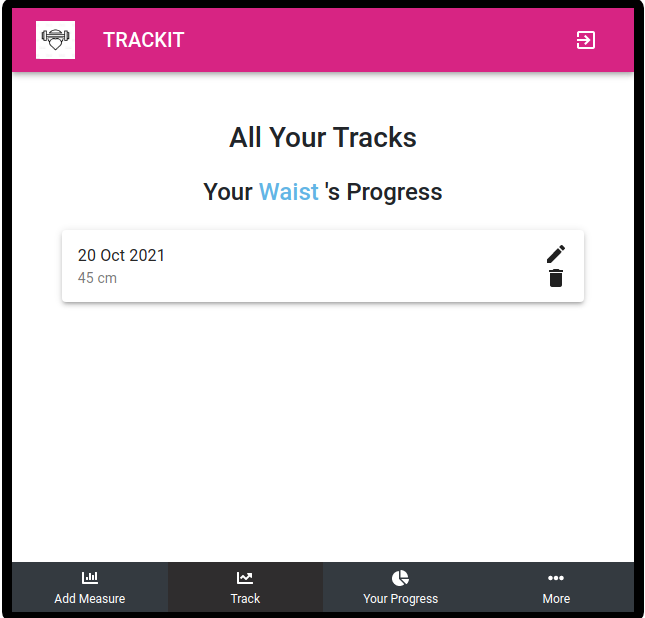 TRACKIT
All Your Tracks
Your Waist 's Progress
20 Oct 2021
45 cm
Add Measure
Track
Your Progress
More